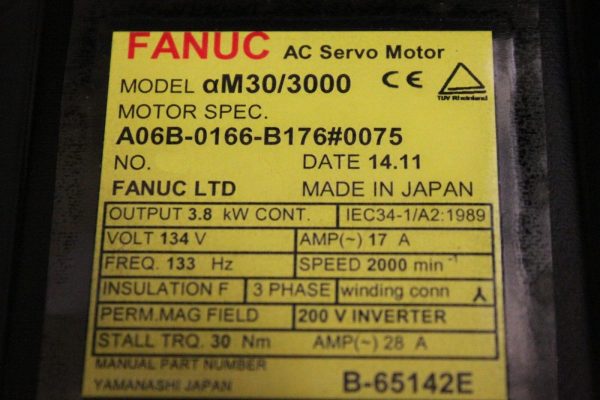 FANUC AC Servo Motor
MODEL αM30/3000 CE
TUV Rheinland
MOTOR SPEC.
A06B-0166-B176#0075
NO. DATE 14.11
FANUC LTD MADE IN JAPAN
OUTPUT 3.8 kW CONT. IEC34-1/A2:1989
VOLT 134 V AMP(~) 17 A
FREQ. 133 Hz SPEED 2000 min⁻¹
INSULATION F 3 PHASE winding conn
PERM.MAG FIELD 200 V INVERTER
STALL TRQ. 30 Nm AMP(~) 28 A
MANUAL PART NUMBER
YAMANASHI JAPAN B-65142E